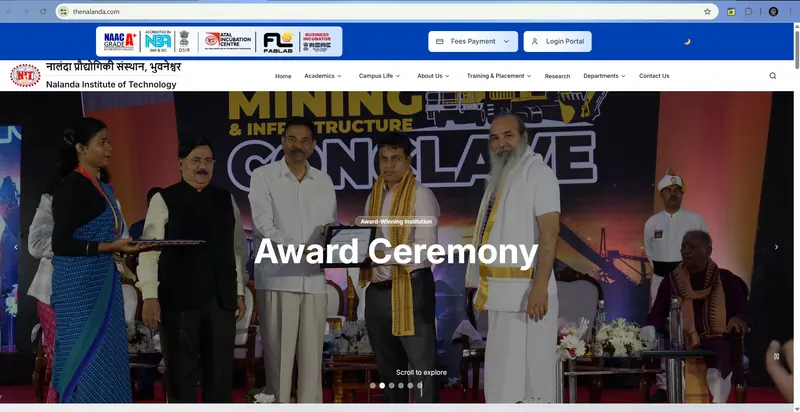 thenalanda.com
NAAC A+
GRADE
ACCREDITED IN
NBA
DSIR
ATAL
INCUBATION
CENTRE
FABLAB
BUSINESS
INCUBATOR
Fees Payment
Login Portal
नालंदा प्रौद्योगिकी संस्थान, भुवनेश्वर
Nalanda Institute of Technology
Home
Academics
Campus Life
About Us
Training & Placement
Research
Departments
Contact Us
MINING
& INFRASTRUCTURE
CONCLAVE
Award-Winning Institution
Award Ceremony
Scroll to explore